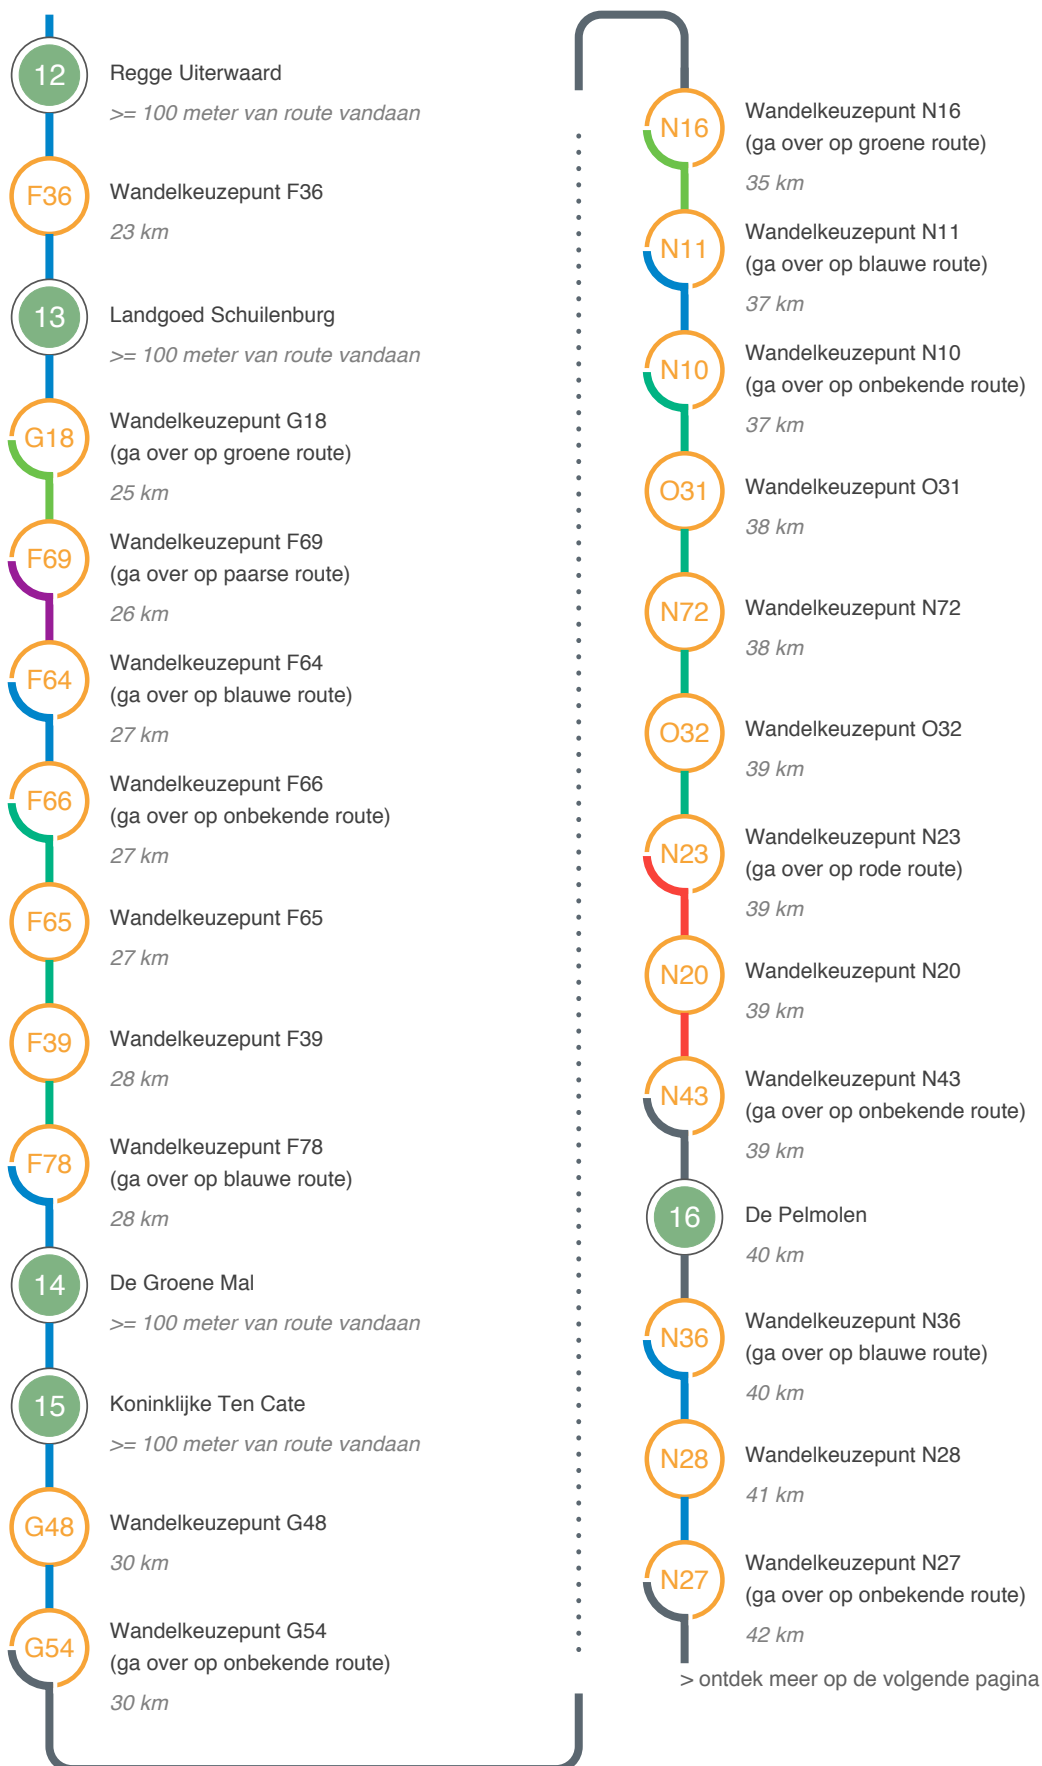 12
Regge Uiterwaard
>= 100 meter van route vandaan
F36
Wandelkeuzepunt F36
23 km
13
Landgoed Schuilenburg
>= 100 meter van route vandaan
G18
Wandelkeuzepunt G18
(ga over op groene route)
25 km
F69
Wandelkeuzepunt F69
(ga over op paarse route)
26 km
F64
Wandelkeuzepunt F64
(ga over op blauwe route)
27 km
F66
Wandelkeuzepunt F66
(ga over op onbekende route)
27 km
F65
Wandelkeuzepunt F65
27 km
F39
Wandelkeuzepunt F39
28 km
F78
Wandelkeuzepunt F78
(ga over op blauwe route)
28 km
14
De Groene Mal
>= 100 meter van route vandaan
15
Koninklijke Ten Cate
>= 100 meter van route vandaan
G48
Wandelkeuzepunt G48
30 km
G54
Wandelkeuzepunt G54
(ga over op onbekende route)
30 km
N16
Wandelkeuzepunt N16
(ga over op groene route)
35 km
N11
Wandelkeuzepunt N11
(ga over op blauwe route)
37 km
N10
Wandelkeuzepunt N10
(ga over op onbekende route)
37 km
O31
Wandelkeuzepunt O31
38 km
N72
Wandelkeuzepunt N72
38 km
O32
Wandelkeuzepunt O32
39 km
N23
Wandelkeuzepunt N23
(ga over op rode route)
39 km
N20
Wandelkeuzepunt N20
39 km
N43
Wandelkeuzepunt N43
(ga over op onbekende route)
39 km
16
De Pelmolen
40 km
N36
Wandelkeuzepunt N36
(ga over op blauwe route)
40 km
N28
Wandelkeuzepunt N28
41 km
N27
Wandelkeuzepunt N27
(ga over op onbekende route)
42 km
> ontdek meer op de volgende pagina